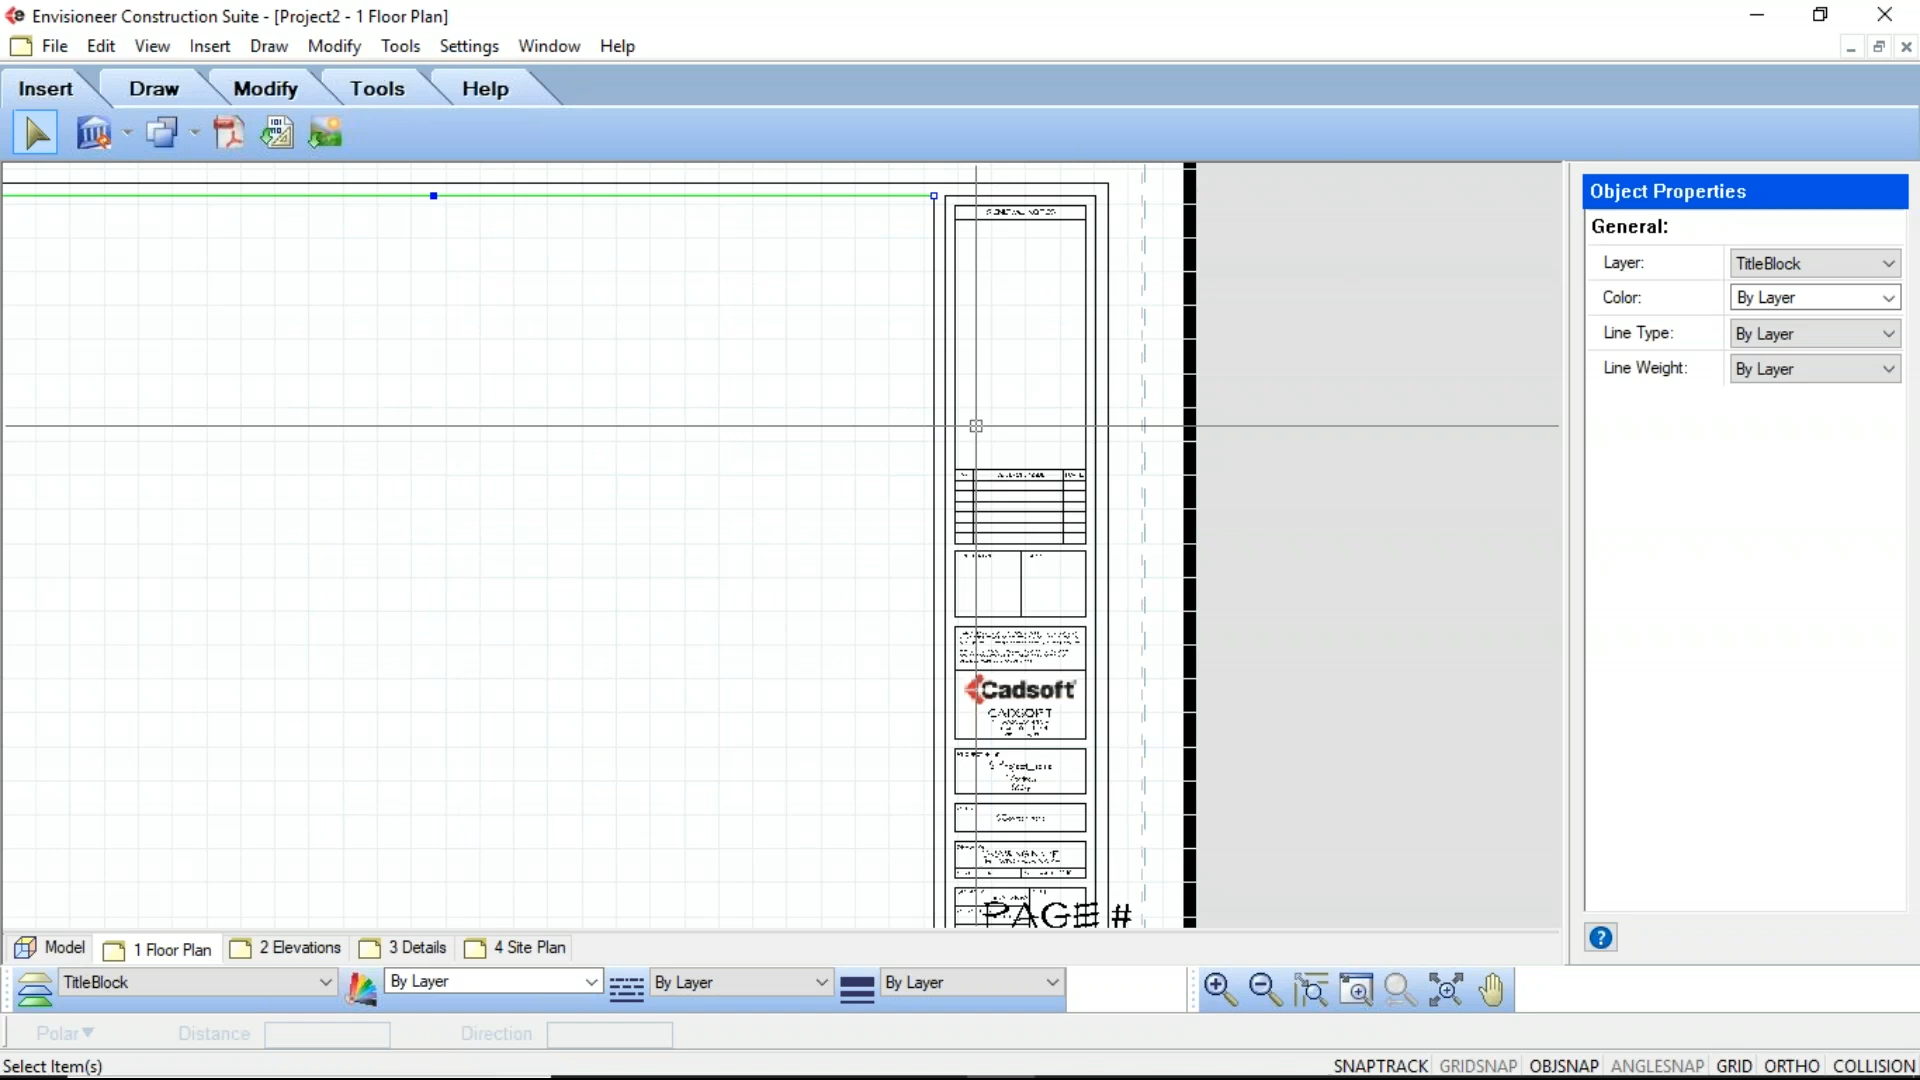 Envisioneer Construction Suite - [Project2 - 1 Floor Plan]
File Edit View Insert Draw Modify Tools Settings Window Help
Insert Draw Modify Tools Help
Object Properties
General:
Layer: TitleBlock
Color: By Layer
Line Type: By Layer
Line Weight: By Layer
GENERAL NOTES
Cadsoft
CADSOFT
PAGE #
Model 1 Floor Plan 2 Elevations 3 Details 4 Site Plan
TitleBlock By Layer By Layer By Layer
Polar Distance Direction
Select Item(s) SNAPTRACK GRIDSNAP OBJSNAP ANGLESNAP GRID ORTHO COLLISION